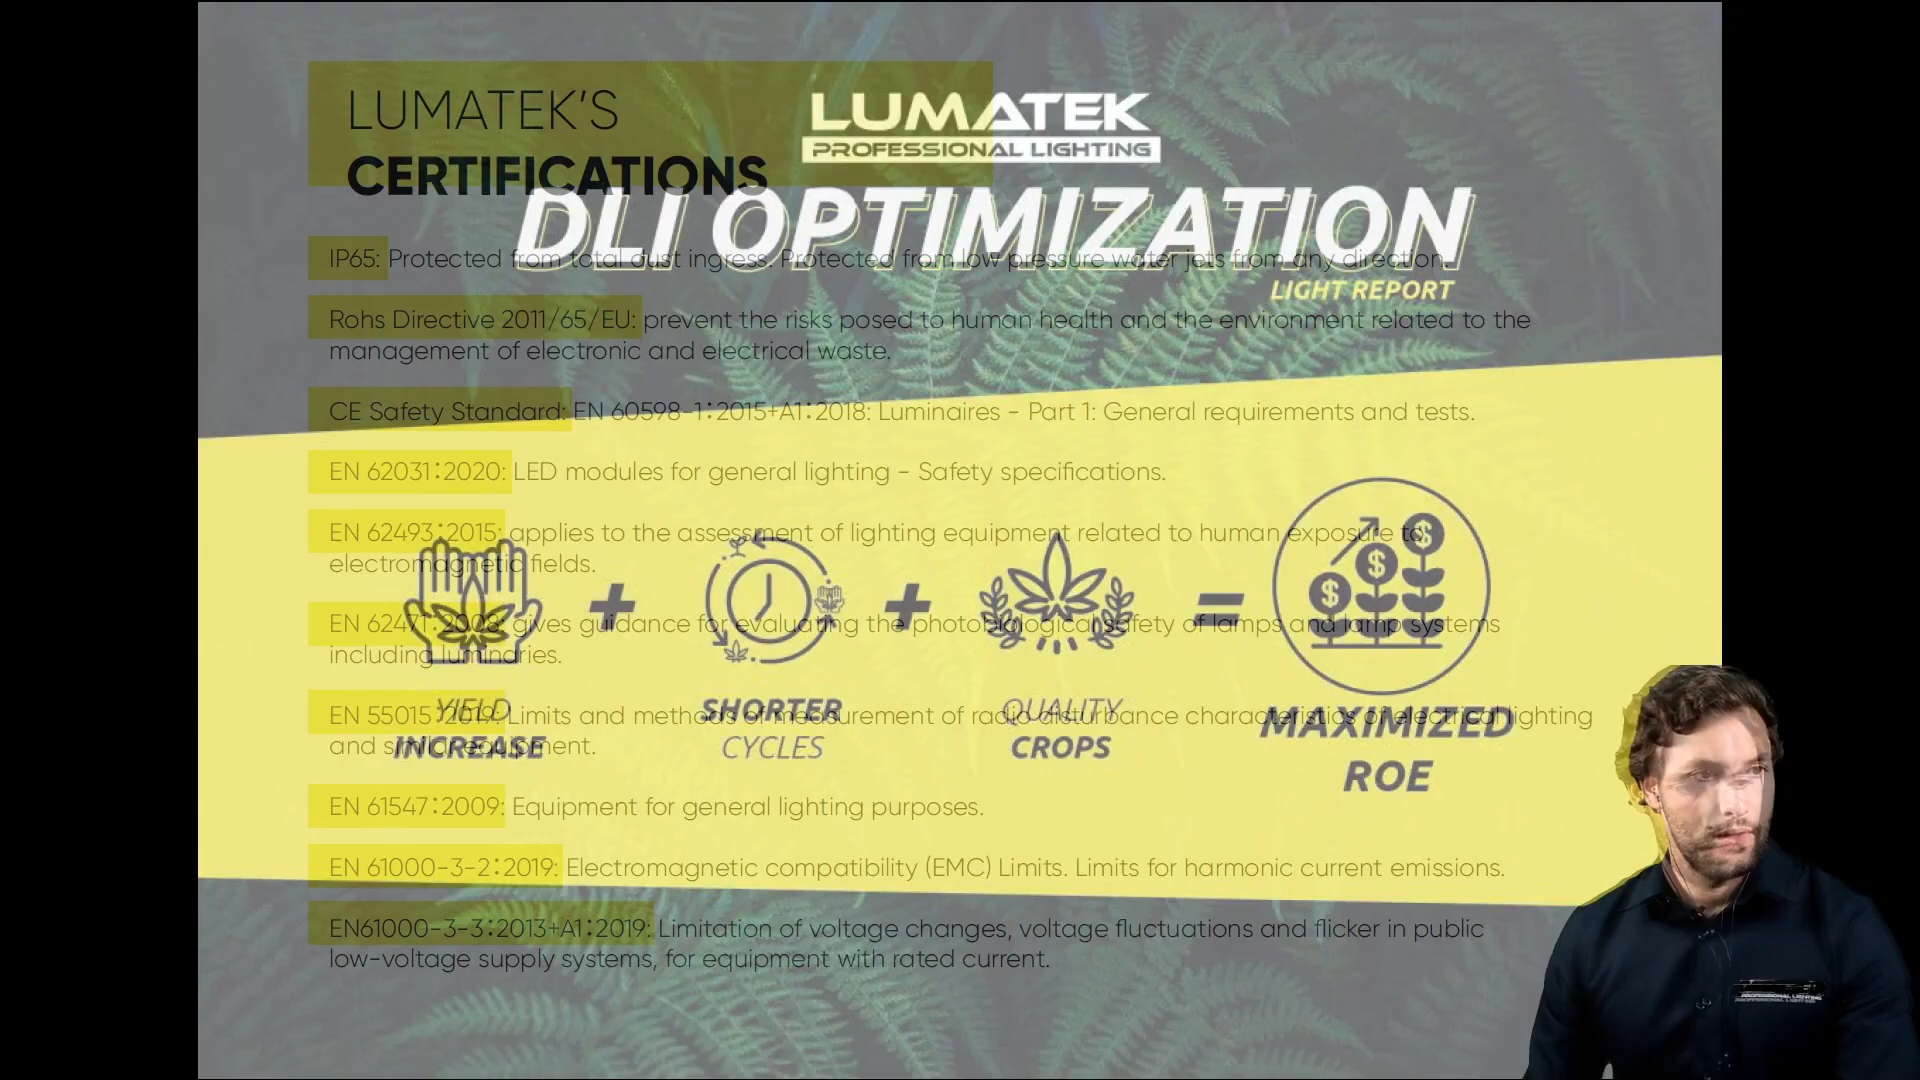 LUMATEK'S
CERTIFICATIONS
IP65: Protected from total dust ingress. Protected from low pressure water jets from any direction.
Rohs Directive 2011/65/EU: prevent the risks posed to human health and the environment related to the
management of electronic and electrical waste.
CE Safety Standard: EN 60598-1:2015+A1:2018: Luminaires - Part 1: General requirements and tests.
EN 62031:2020: LED modules for general lighting - Safety specifications.
EN 62493:2015: applies to the assessment of lighting equipment related to human exposure to
electromagnetic fields.
EN 62471:2008: gives guidance for evaluating the photobiological safety of lamps and lamp systems
including luminaries.
EN 55015:2019: Limits and methods of measurement of radio disturbance characteristics of electrical lighting
and similar equipment.
EN 61547:2009: Equipment for general lighting purposes.
EN 61000-3-2:2019: Electromagnetic compatibility (EMC) Limits. Limits for harmonic current emissions.
EN61000-3-3:2013+A1:2019: Limitation of voltage changes, voltage fluctuations and flicker in public
low-voltage supply systems, for equipment with rated current.
LUMATEK
PROFESSIONAL LIGHTING
DLI OPTIMIZATION
LIGHT REPORT
+ + =
YIELD
INCREASE
SHORTER
CYCLES
QUALITY
CROPS
MAXIMIZED
ROE
PROFESSIONAL LIGHTING